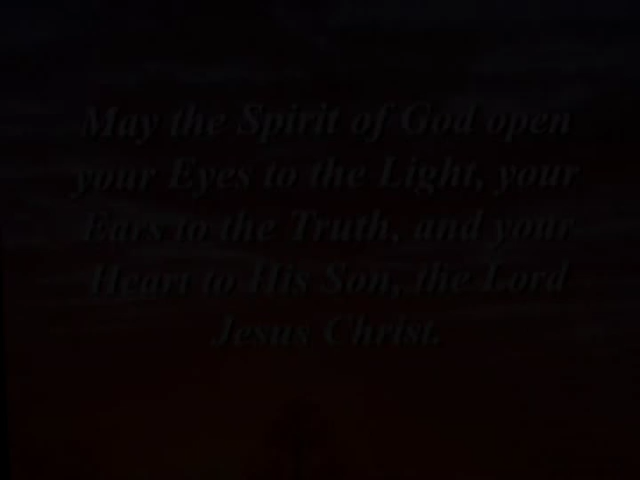 May the Spirit of God open
your Eyes to the Light, your
Ears to the Truth, and your
Heart to His Son, the Lord
Jesus Christ.